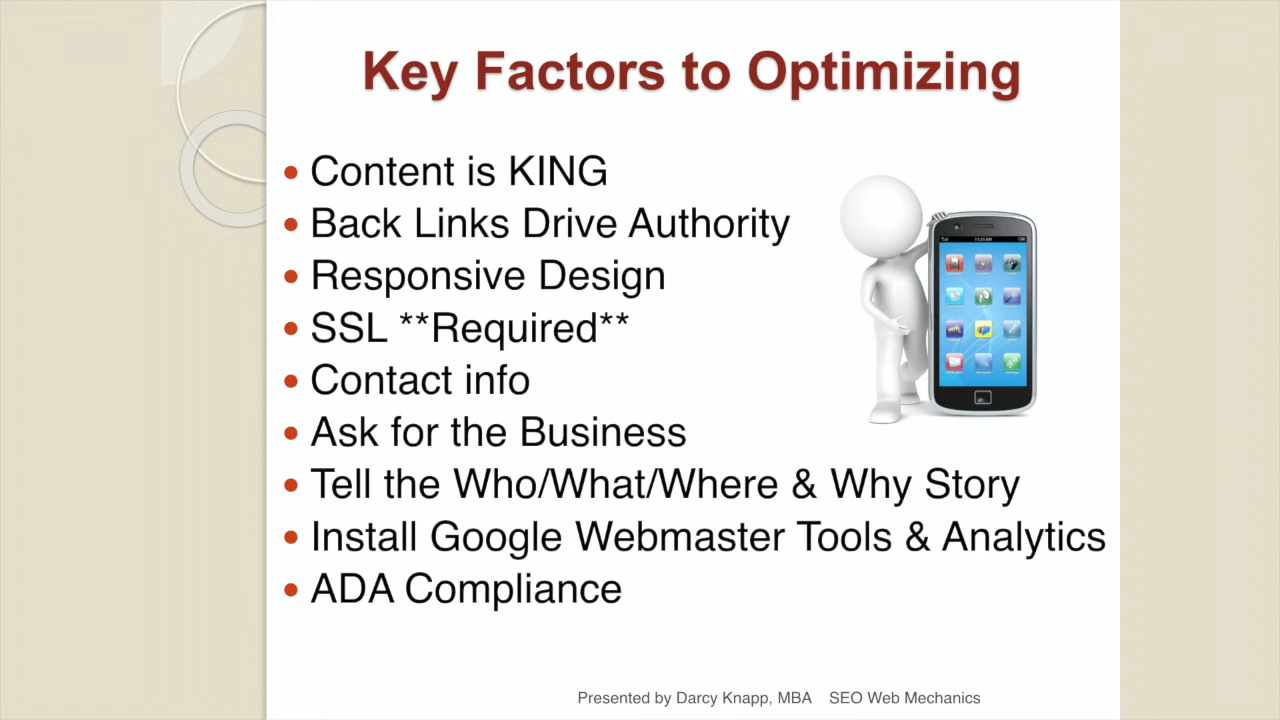 Key Factors to Optimizing
• Content is KING
• Back Links Drive Authority
• Responsive Design
• SSL **Required**
• Contact info
• Ask for the Business
• Tell the Who/What/Where & Why Story
• Install Google Webmaster Tools & Analytics
• ADA Compliance
Presented by Darcy Knapp, MBA SEO Web Mechanics